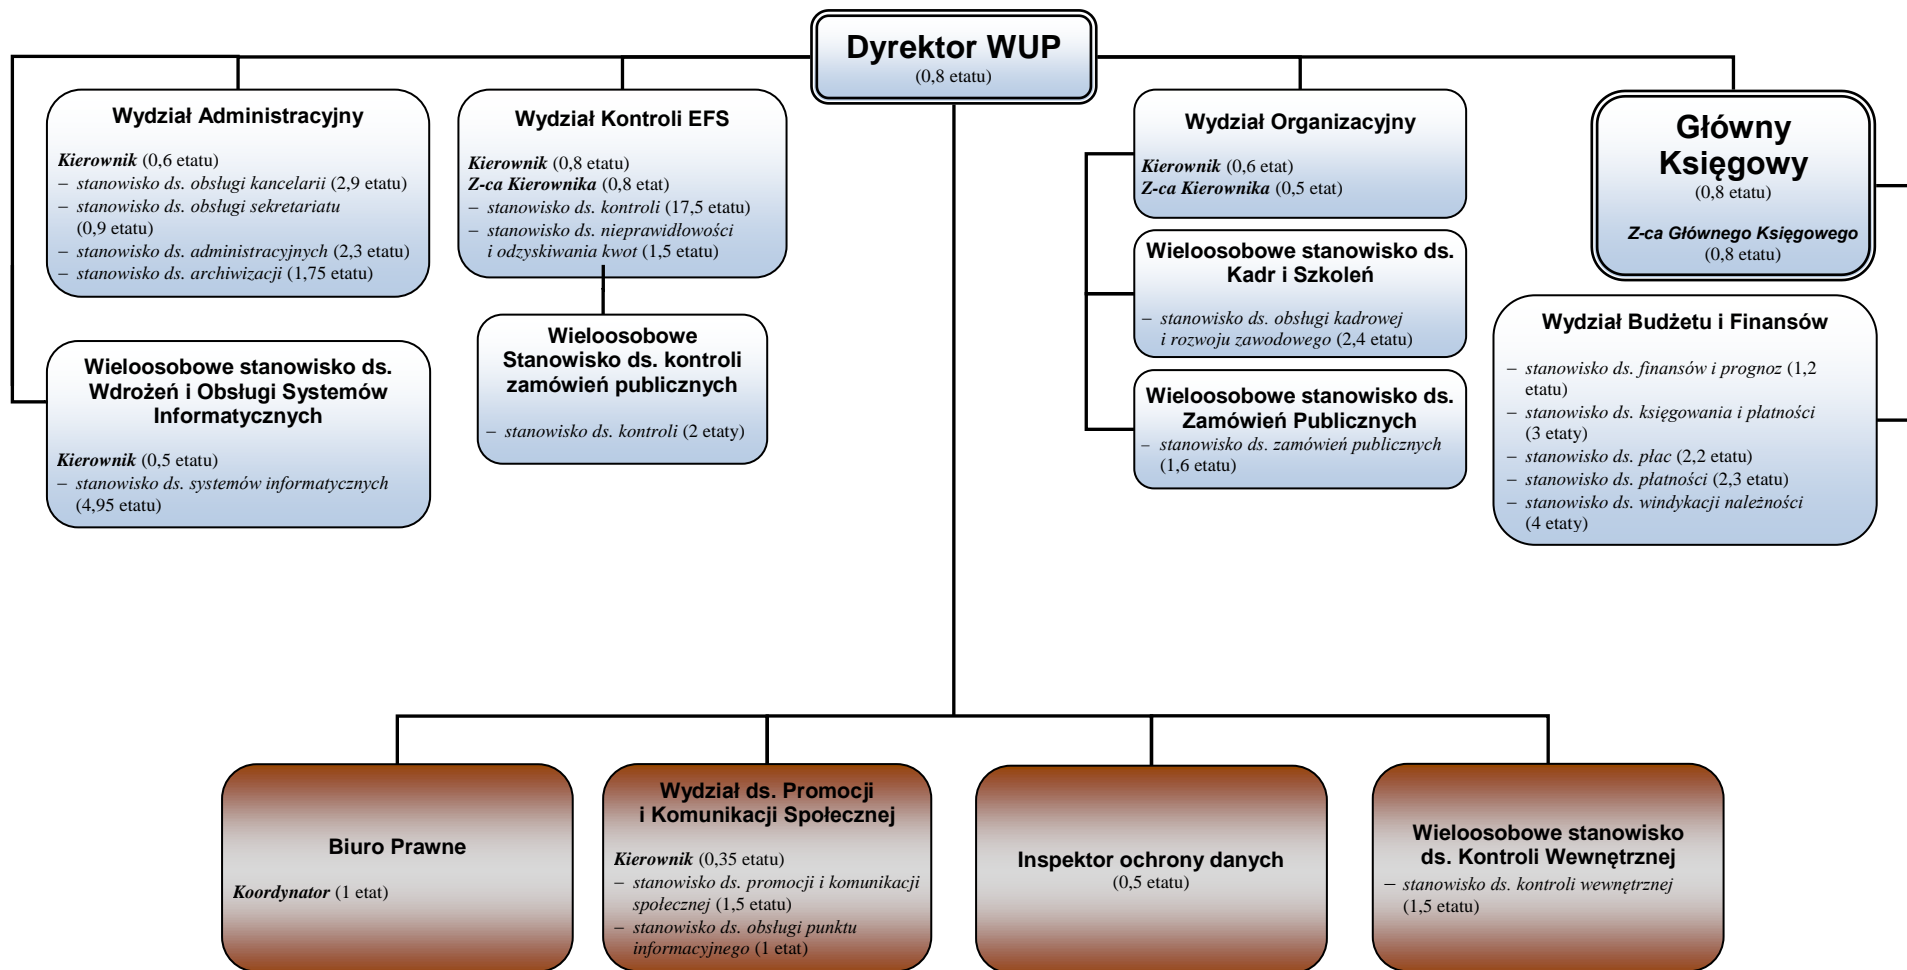 Dyrektor WUP
(0,8 etatu)
Wydział Administracyjny
Kierownik (0,6 etatu)
– stanowisko ds. obsługi kancelarii (2,9 etatu)
– stanowisko ds. obsługi sekretariatu
(0,9 etatu)
– stanowisko ds. administracyjnych (2,3 etatu)
– stanowisko ds. archiwizacji (1,75 etatu)
Wydział Kontroli EFS
Kierownik (0,8 etatu)
Z-ca Kierownika (0,8 etat)
– stanowisko ds. kontroli (17,5 etatu)
– stanowisko ds. nieprawidłowości
i odzyskiwania kwot (1,5 etatu)
Wydział Organizacyjny
Kierownik (0,6 etat)
Z-ca Kierownika (0,5 etat)
Główny
Księgowy
(0,8 etatu)
Z-ca Głównego Księgowego
(0,8 etatu)
Wieloosobowe stanowisko ds.
Kadr i Szkoleń
– stanowisko ds. obsługi kadrowej
i rozwoju zawodowego (2,4 etatu)
Wieloosobowe stanowisko ds.
Wdrożeń i Obsługi Systemów
Informatycznych
Kierownik (0,5 etatu)
– stanowisko ds. systemów informatycznych
(4,95 etatu)
Wieloosobowe
Stanowisko ds. kontroli
zamówień publicznych
– stanowisko ds. kontroli (2 etaty)
Wieloosobowe stanowisko ds.
Zamówień Publicznych
– stanowisko ds. zamówień publicznych
(1,6 etatu)
Wydział Budżetu i Finansów
– stanowisko ds. finansów i prognoz (1,2
etatu)
– stanowisko ds. księgowania i płatności
(3 etaty)
– stanowisko ds. płac (2,2 etatu)
– stanowisko ds. płatności (2,3 etatu)
– stanowisko ds. windykacji należności
(4 etaty)
Biuro Prawne
Koordynator (1 etat)
Wydział ds. Promocji
i Komunikacji Społecznej
Kierownik (0,35 etatu)
– stanowisko ds. promocji i komunikacji
społecznej (1,5 etatu)
– stanowisko ds. obsługi punktu
informacyjnego (1 etat)
Inspektor ochrony danych
(0,5 etatu)
Wieloosobowe stanowisko
ds. Kontroli Wewnętrznej
– stanowisko ds. kontroli wewnętrznej
(1,5 etatu)